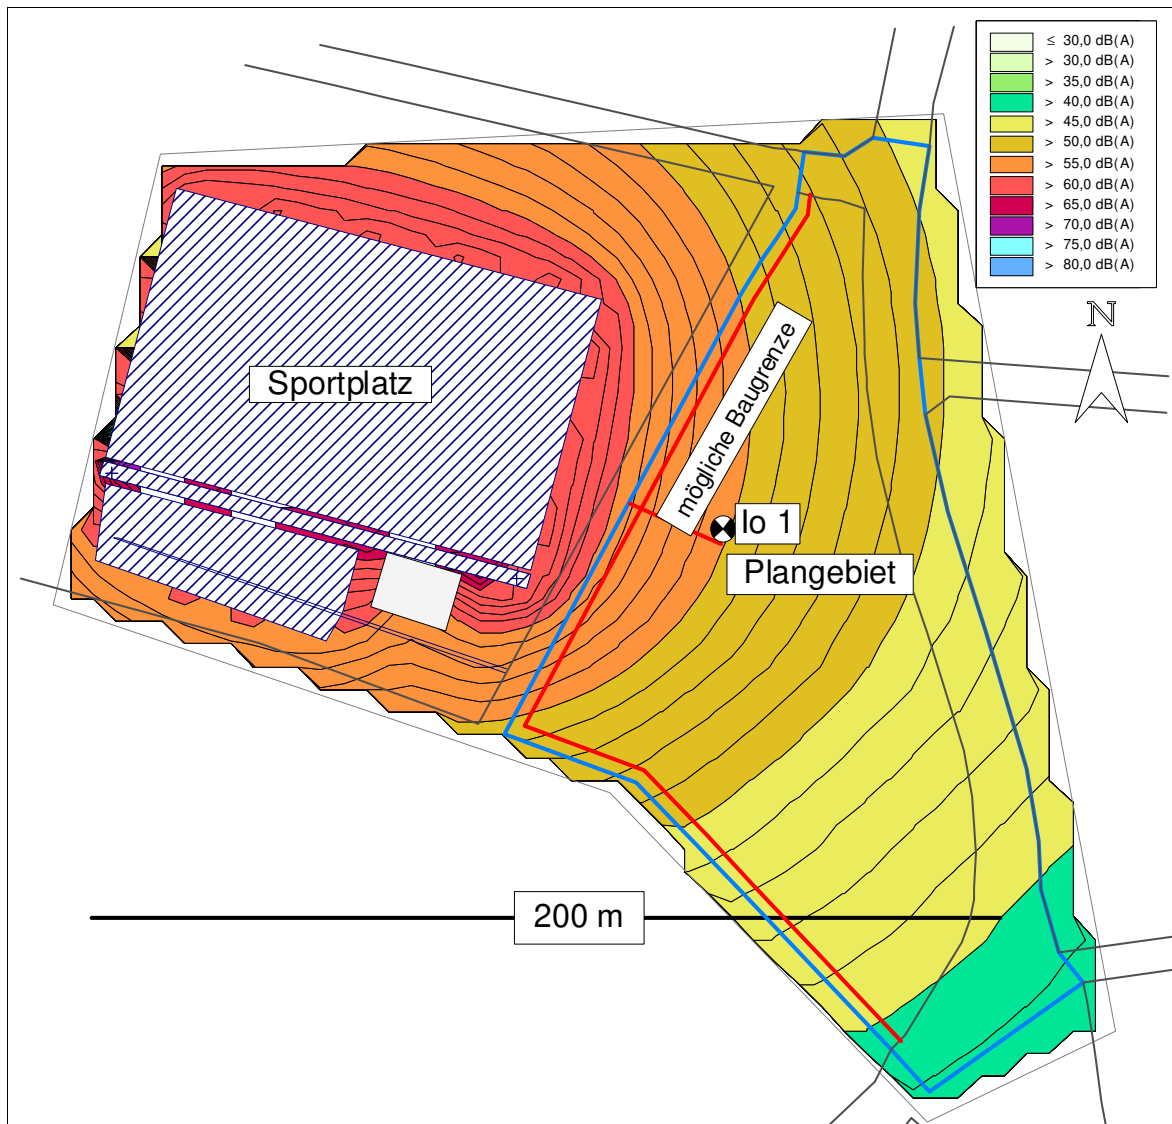 ≤ 30,0 dB(A)
> 30,0 dB(A)
> 35,0 dB(A)
> 40,0 dB(A)
> 45,0 dB(A)
> 50,0 dB(A)
> 55,0 dB(A)
> 60,0 dB(A)
> 65,0 dB(A)
> 70,0 dB(A)
> 75,0 dB(A)
> 80,0 dB(A)
N
Sportplatz
mögliche Baugrenze
Io 1
Plangebiet
200 m